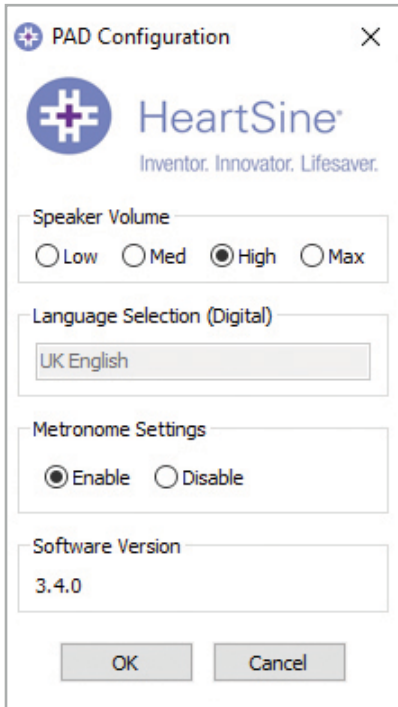 PAD Configuration
HeartSine®
Inventor. Innovator. Lifesaver.
Speaker Volume
Low Med High Max
Language Selection (Digital)
UK English
Metronome Settings
Enable Disable
Software Version
3.4.0
OK Cancel